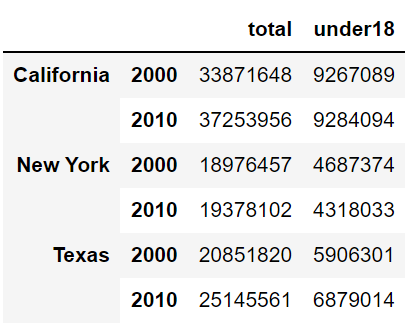 total under18
California 2000 33871648 9267089
2010 37253956 9284094
New York 2000 18976457 4687374
2010 19378102 4318033
Texas 2000 20851820 5906301
2010 25145561 6879014